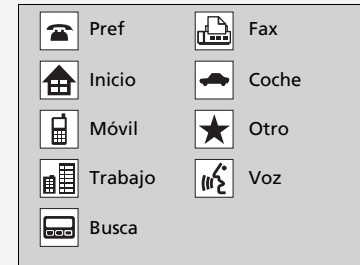 Pref
Fax
Inicio
Coche
Móvil
Otro
Trabajo
Voz
Busca